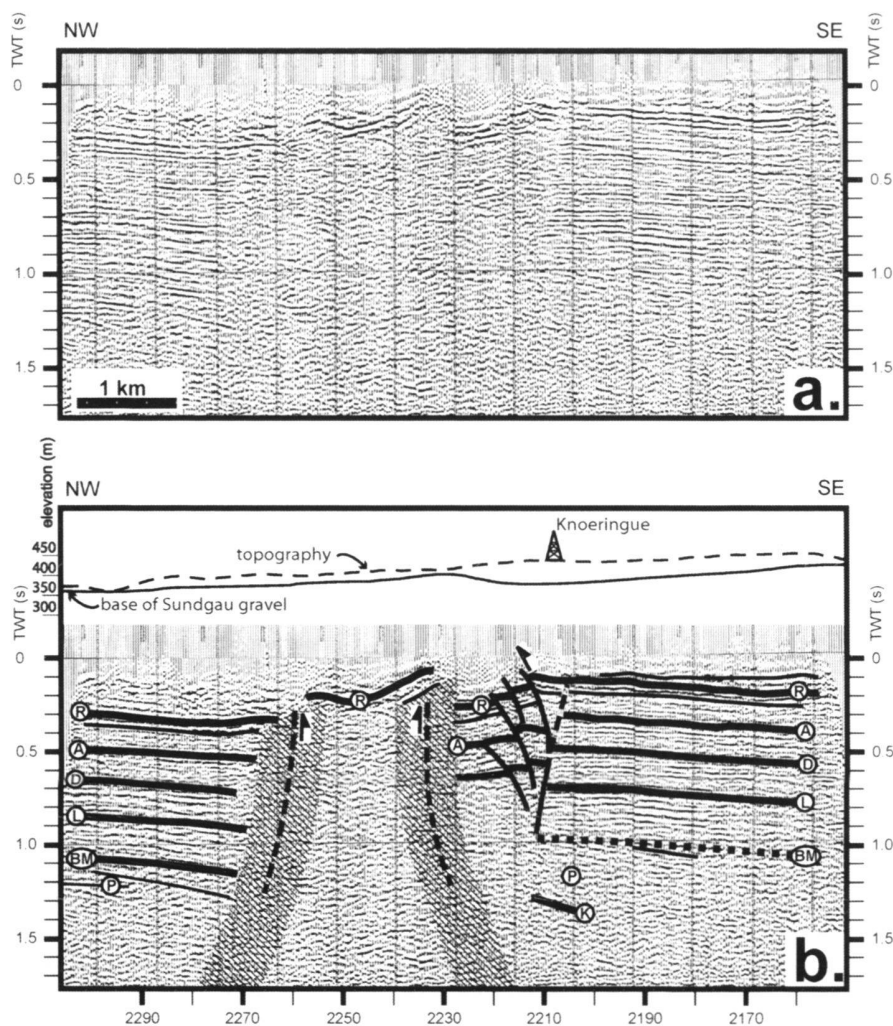 NW SE
TWT (s) TWT (s)
0 0
0.5 0.5
1.0 1.0
1.5 1.5
1 km
a.
elevation (m)
NW SE
Knoeringue
topography
450
400
350
300
base of Sundgau gravel
TWT (s) TWT (s)
0 0
R R R R
A A A
0.5 0.5
D D
L L
1.0 1.0
BM BM
P P
K
1.5 1.5
b.
2290 2270 2250 2230 2210 2190 2170